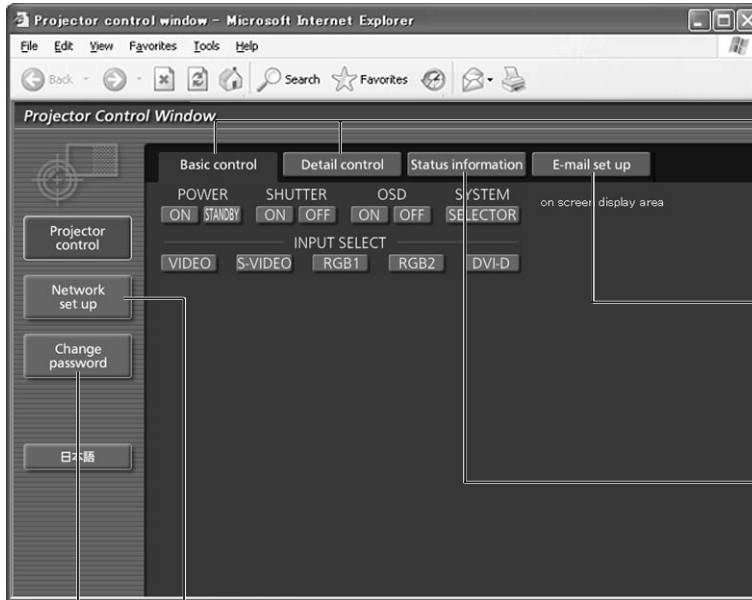 Projector control window - Microsoft Internet Explorer
File Edit View Favorites Tools Help
Back Search Favorites
Projector Control Window
Basic control Detail control Status information E-mail set up
POWER SHUTTER OSD SYSTEM
ON STANDBY ON OFF ON OFF SELECTOR
on screen display area
INPUT SELECT
VIDEO S-VIDEO RGB1 RGB2 DVI-D
Projector
control
Network
set up
Change
password
日本語